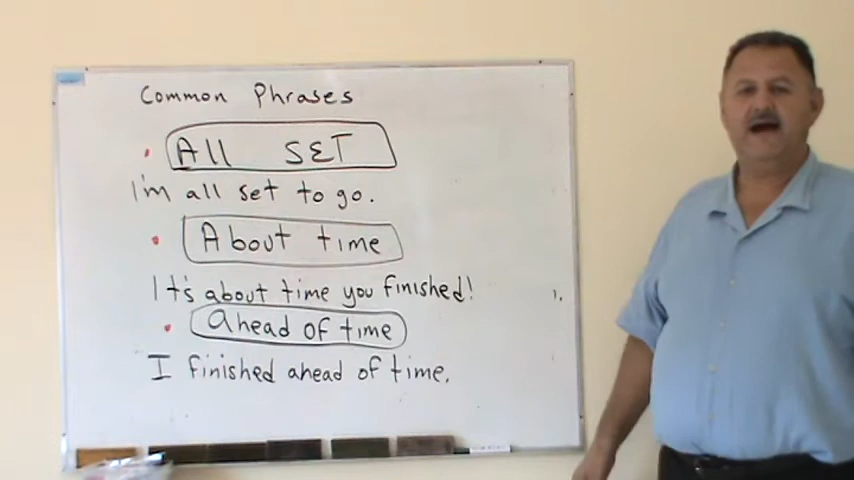 Common Phrases
All SET
I'm all set to go.
About time
It's about time you finished!
ahead of time
I finished ahead of time.